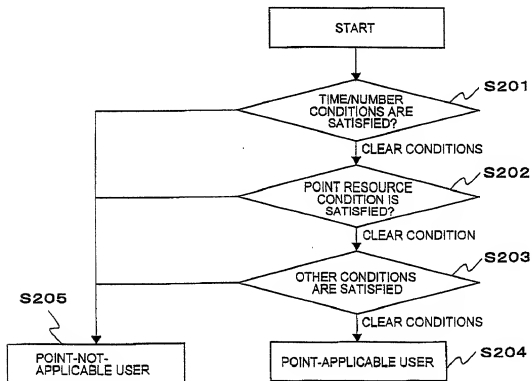 START
S201
TIME/NUMBER
CONDITIONS ARE
SATISFIED?
CLEAR CONDITIONS
S202
POINT RESOURCE
CONDITION IS
SATISFIED?
CLEAR CONDITION
S203
OTHER CONDITIONS
ARE SATISFIED
CLEAR CONDITIONS
S205
POINT-NOT-
APPLICABLE USER
POINT-APPLICABLE USER
S204